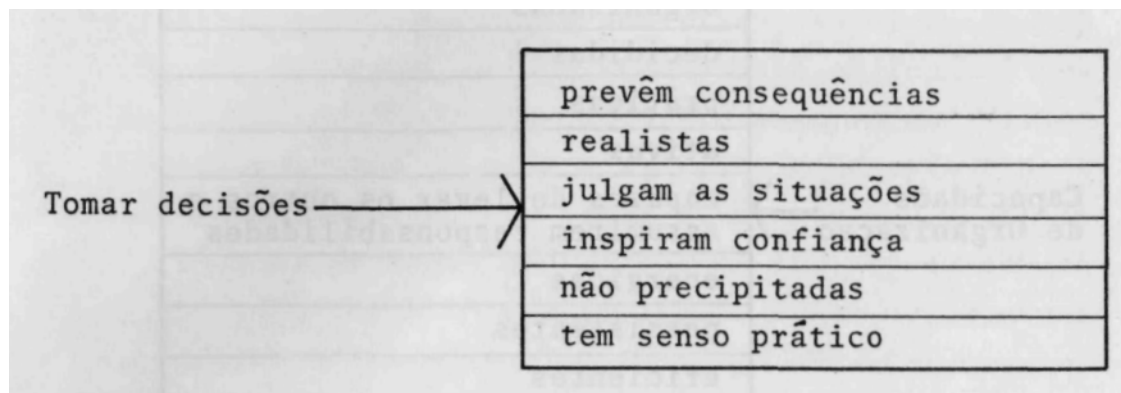 prevêm consequências
realistas
Tomar decisões
julgam as situações
inspiram confiança
não precipitadas
tem senso prático